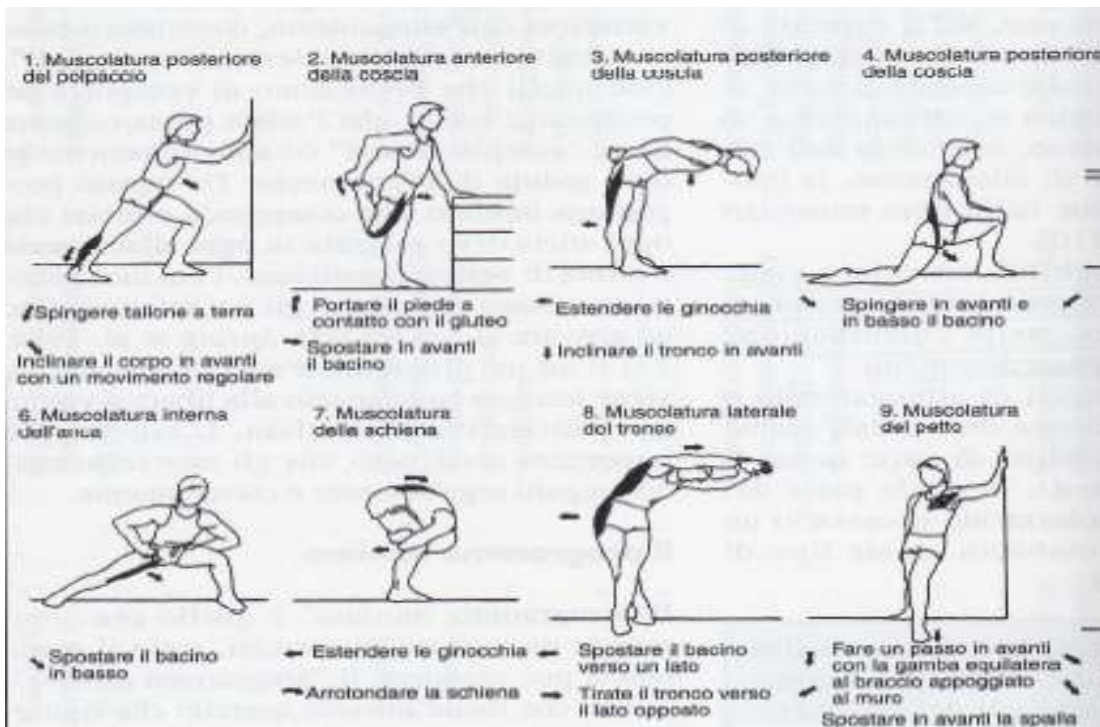 1. Muscolatura posteriore
del polpaccio
2. Muscolatura anteriore
della coscia
3. Muscolatura posteriore
della coscia
4. Muscolatura posteriore
della coscia
Spingere tallone a terra
Inclinare il corpo in avanti
con un movimento regolare
Portare il piede a
contatto con il gluteo
Spostare in avanti
il bacino
Estendere le ginocchia
Inclinare il tronco in avanti
Spingere in avanti e
in basso il bacino
6. Muscolatura interna
dell'anca
7. Muscolatura
della schiena
8. Muscolatura laterale
del tronco
9. Muscolatura
del petto
Spostare il bacino
in basso
Estendere le ginocchia
Arrotondare la schiena
Spostare il bacino
verso un lato
Tirate il tronco verso
il lato opposto
Fare un passo in avanti
con la gamba equilatera
al braccio appoggiato
al muro
Spostare in avanti la spalla